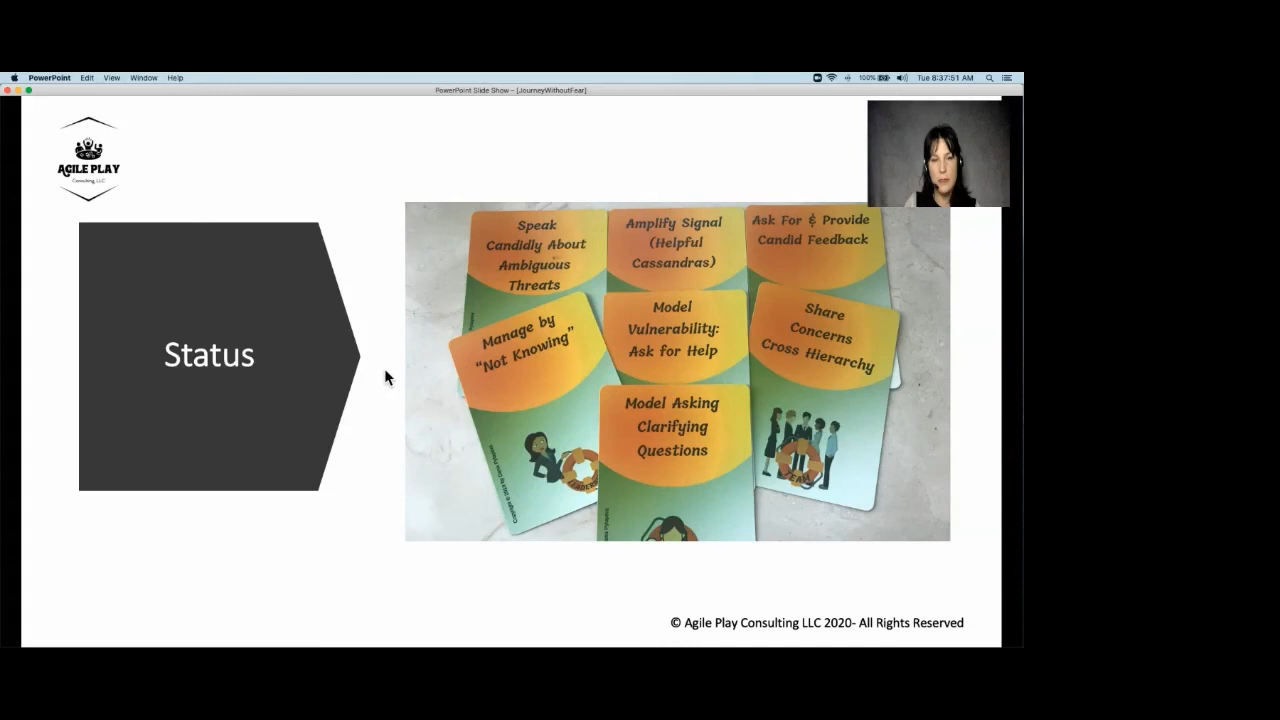 PowerPoint Edit View Window Help
100%
Tue 8:37:51 AM
PowerPoint Slide Show - [JourneyWithoutFear]
AGILE PLAY
Consulting, LLC
Status
Speak
Candidly About
Ambiguous
Threats
Amplify Signal
(Helpful
Cassandras)
Ask For & Provide
Candid Feedback
Manage by
"Not Knowing"
Model
Vulnerability:
Ask for Help
Share
Concerns
Cross Hierarchy
Model Asking
Clarifying
Questions
TEAM
© Agile Play Consulting LLC 2020- All Rights Reserved